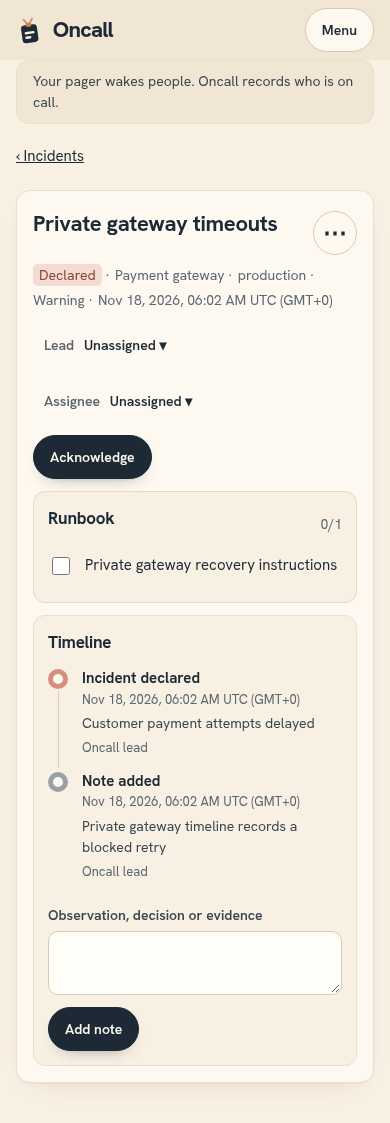 Oncall
Menu
Your pager wakes people. Oncall records who is on
call.
‹ Incidents
Private gateway timeouts
Declared · Payment gateway · production ·
Warning · Nov 18, 2026, 06:02 AM UTC (GMT+0)
Lead Unassigned ▾
Assignee Unassigned ▾
Acknowledge
Runbook
0/1
Private gateway recovery instructions
Timeline
Incident declared
Nov 18, 2026, 06:02 AM UTC (GMT+0)
Customer payment attempts delayed
Oncall lead
Note added
Nov 18, 2026, 06:02 AM UTC (GMT+0)
Private gateway timeline records a
blocked retry
Oncall lead
Observation, decision or evidence
Add note